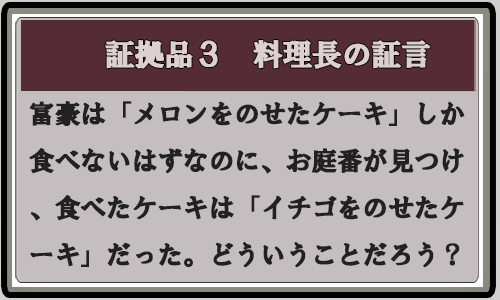 証拠品３　料理長の証言
富豪は「メロンをのせたケーキ」しか
食べないはずなのに、お庭番が見つけ
、食べたケーキは「イチゴをのせたケ
ーキ」だった。どういうことだろう？